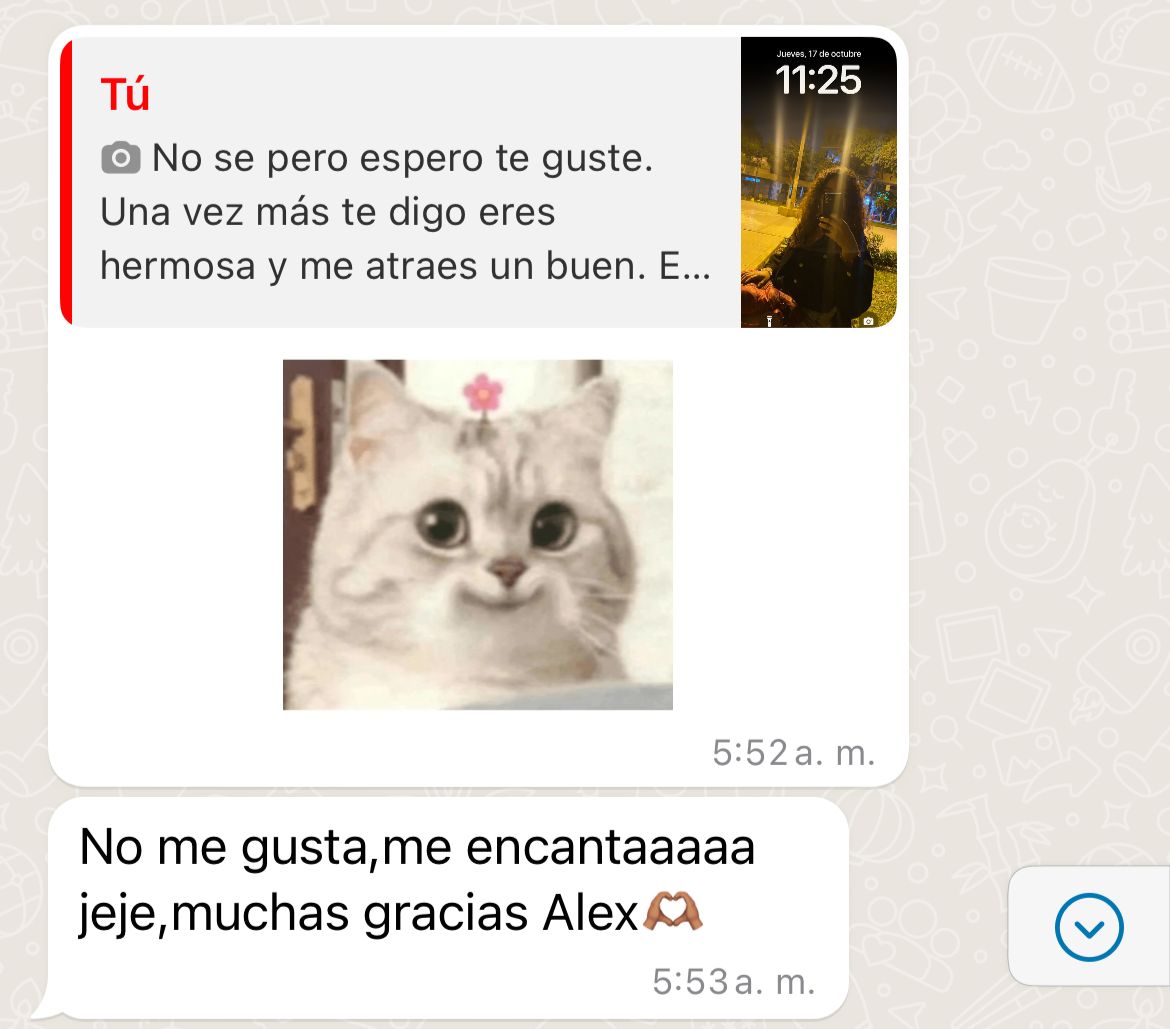 Jueves, 17 de octubre
11:25
Tú
No se pero espero te guste.
Una vez más te digo eres
hermosa y me atraes un buen. E...
5:52 a. m.
No me gusta,me encantaaaaa
jeje,muchas gracias Alex🫶🏽
5:53 a. m.